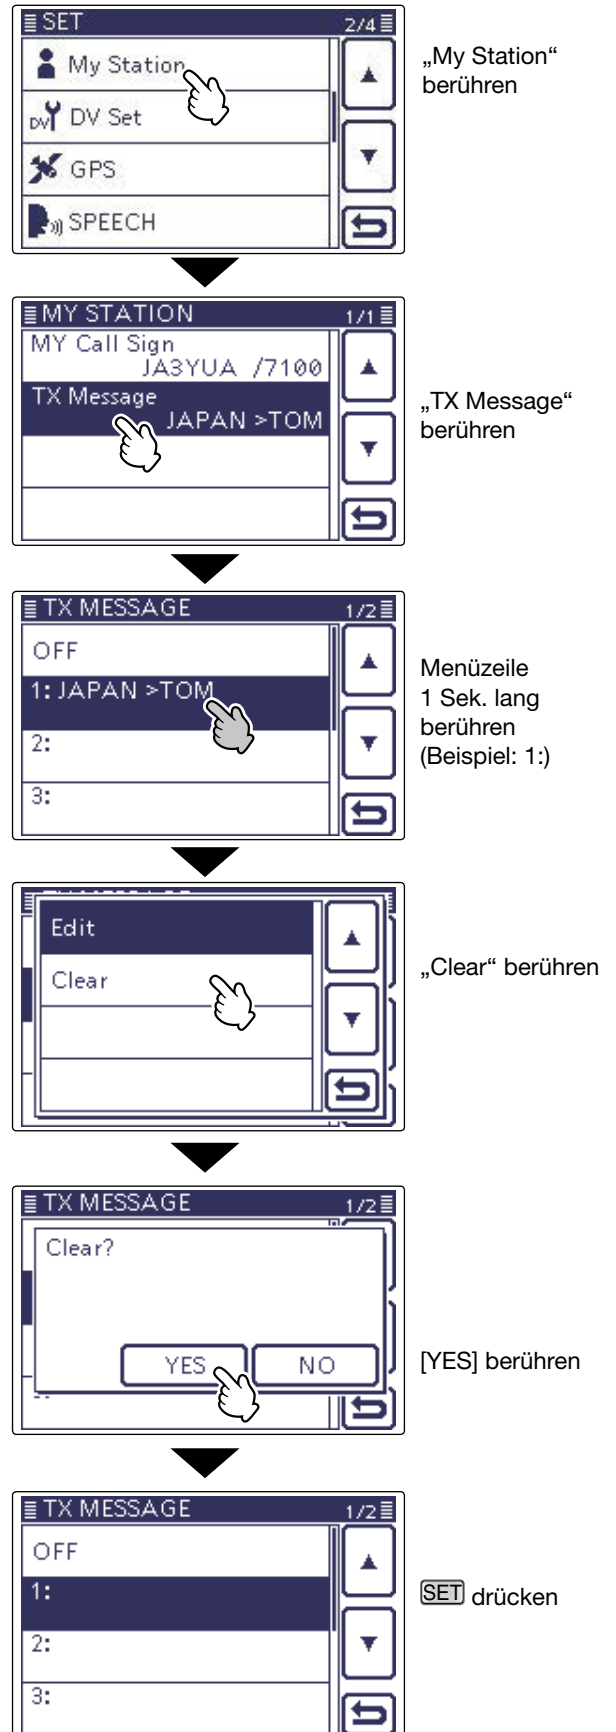 SET 2/4
My Station
DV DV Set
GPS
SPEECH
„My Station“
berühren
MY STATION 1/1
MY Call Sign
JA3YUA /7100
TX Message
JAPAN >TOM
„TX Message“
berühren
TX MESSAGE 1/2
OFF
1: JAPAN >TOM
2:
3:
Menüzeile
1 Sek. lang
berühren
(Beispiel: 1:)
Edit
Clear
„Clear“ berühren
TX MESSAGE 1/2
Clear?
YES NO
[YES] berühren
TX MESSAGE 1/2
OFF
1:
2:
3:
SET drücken